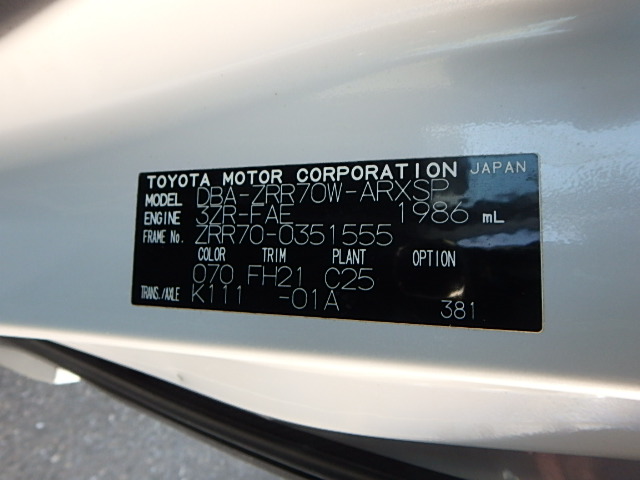 TOYOTA MOTOR CORPORATION JAPAN
MODEL DBA-ZRR70W-ARXSP
ENGINE 3ZR-FAE 1986 mL
FRAME No. ZRR70-0351555
COLOR TRIM PLANT OPTION
070 FH21 C25
TRANS./AXLE K111 -01A 381